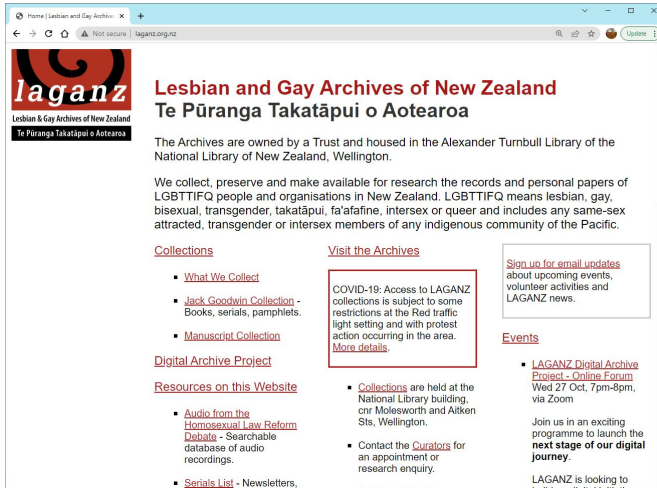 Home | Lesbian and Gay Archive
Not secure | laganz.org.nz
Update
laganz
Lesbian & Gay Archives of New Zealand
Te Pūranga Takatāpui o Aotearoa
Lesbian and Gay Archives of New Zealand
Te Pūranga Takatāpui o Aotearoa
The Archives are owned by a Trust and housed in the Alexander Turnbull Library of the
National Library of New Zealand, Wellington.
We collect, preserve and make available for research the records and personal papers of
LGBTTIFQ people and organisations in New Zealand. LGBTTIFQ means lesbian, gay,
bisexual, transgender, takatāpui, fa'afafine, intersex or queer and includes any same-sex
attracted, transgender or intersex members of any indigenous community of the Pacific.
Collections
What We Collect
Jack Goodwin Collection -
Books, serials, pamphlets.
Manuscript Collection
Digital Archive Project
Resources on this Website
Audio from the
Homosexual Law Reform
Debate - Searchable
database of audio
recordings.
Serials List - Newsletters,
Visit the Archives
COVID-19: Access to LAGANZ
collections is subject to some
restrictions at the Red traffic
light setting and with protest
action occurring in the area.
More details.
Collections are held at the
National Library building,
cnr Molesworth and Aitken
Sts, Wellington.
Contact the Curators for
an appointment or
research enquiry.
Sign up for email updates
about upcoming events,
volunteer activities and
LAGANZ news.
Events
LAGANZ Digital Archive
Project - Online Forum
Wed 27 Oct, 7pm-8pm,
via Zoom
Join us in an exciting
programme to launch the
next stage of our digital
journey.
LAGANZ is looking to